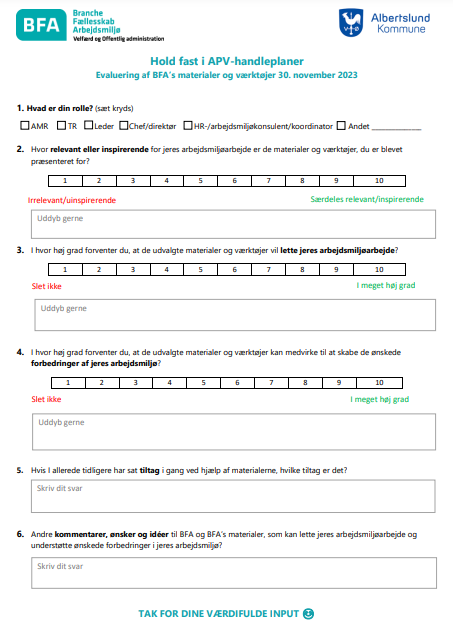 BFA
Branche
Fællesskab
Arbejdsmiljø
Velfærd og Offentlig administration
Albertslund
Kommune
Hold fast i APV-handleplaner
Evaluering af BFA's materialer og værktøjer 30. november 2023
1. Hvad er din rolle? (sæt kryds)
AMR TR Leder Chef/direktør HR-/arbejdsmiljøkonsulent/koordinator Andet ____________
2. Hvor relevant eller inspirerende for jeres arbejdsmiljøarbejde er de materialer og værktøjer, du er blevet
præsenteret for?
1 2 3 4 5 6 7 8 9 10
Irrelevant/uinspirerende Særdeles relevant/inspirerende
Uddyb gerne
3. I hvor høj grad forventer du, at de udvalgte materialer og værktøjer vil lette jeres arbejdsmiljøarbejde?
1 2 3 4 5 6 7 8 9 10
Slet ikke I meget høj grad
Uddyb gerne
4. I hvor høj grad forventer du, at de udvalgte materialer og værktøjer kan medvirke til at skabe de ønskede
forbedringer af jeres arbejdsmiljø?
1 2 3 4 5 6 7 8 9 10
Slet ikke I meget høj grad
Uddyb gerne
5. Hvis I allerede tidligere har sat tiltag i gang ved hjælp af materialerne, hvilke tiltag er det?
Skriv dit svar
6. Andre kommentarer, ønsker og idéer til BFA og BFA's materialer, som kan lette jeres arbejdsmiljøarbejde og
understøtte ønskede forbedringer i jeres arbejdsmiljø?
Skriv dit svar
TAK FOR DINE VÆRDIFULDE INPUT